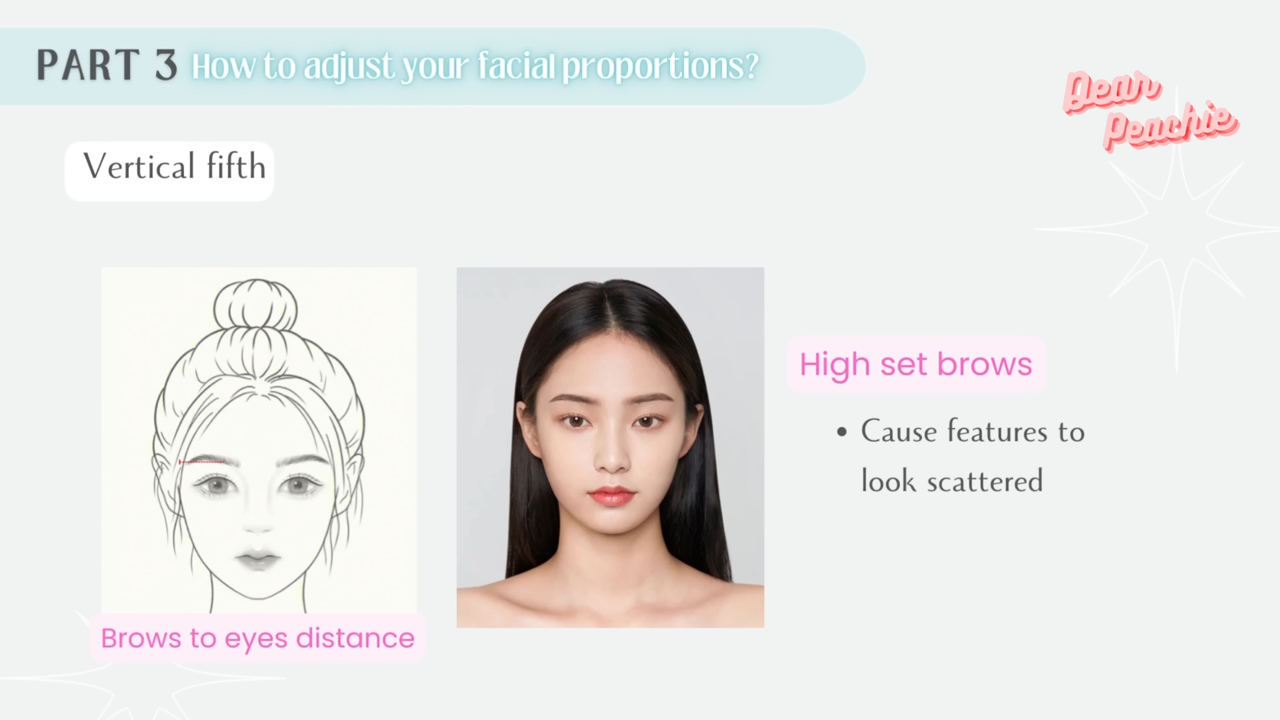 PART 3 How to adjust your facial proportions?
Dear
Peachie
Vertical fifth
High set brows
• Cause features to
look scattered
Brows to eyes distance